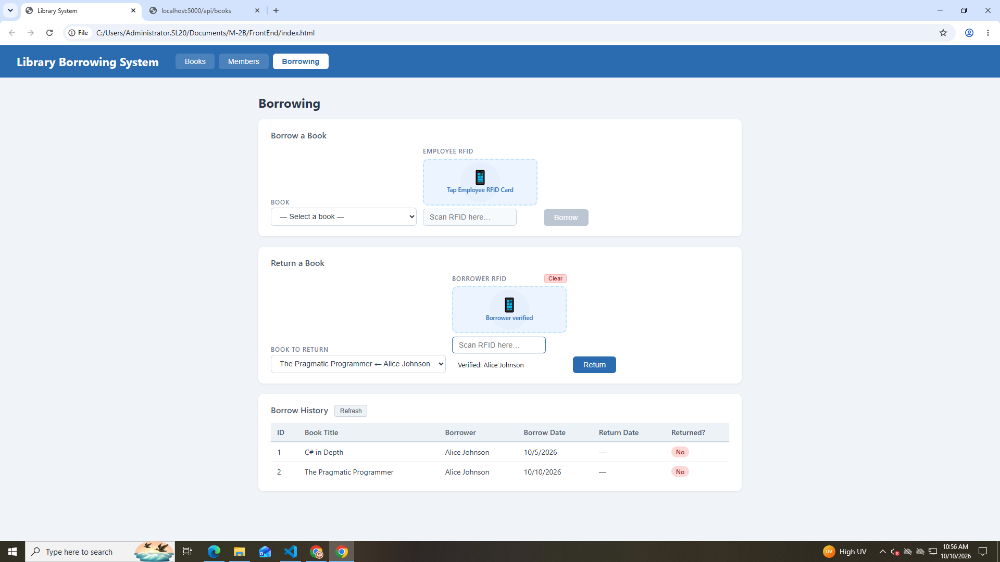 Library System
localhost:5000/api/books
File
C:/Users/Administrator.SL20/Documents/M-2B/FrontEnd/index.html
Library Borrowing System
Books
Members
Borrowing
Borrowing
Borrow a Book
EMPLOYEE RFID
Tap Employee RFID Card
BOOK
— Select a book —
Scan RFID here...
Borrow
Return a Book
BORROWER RFID
Clear
Borrower verified
Scan RFID here...
BOOK TO RETURN
The Pragmatic Programmer ← Alice Johnson
Verified: Alice Johnson
Return
Borrow History
Refresh
ID Book Title Borrower Borrow Date Return Date Returned?
1 C# in Depth Alice Johnson 10/5/2026 — No
2 The Pragmatic Programmer Alice Johnson 10/10/2026 — No
Type here to search
UV
High UV
10:56 AM
10/10/2026